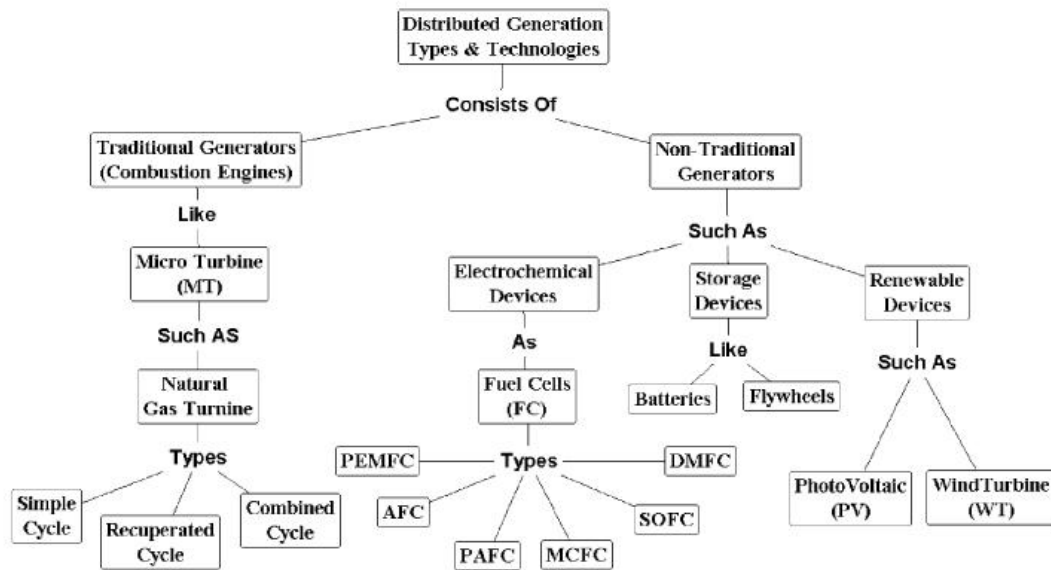 Distributed Generation
Types & Technologies
Consists Of
Traditional Generators
(Combustion Engines)
Non-Traditional
Generators
Like
Such As
Micro Turbine
(MT)
Electrochemical
Devices
Storage
Devices
Renewable
Devices
Such AS
As
Like
Such As
Natural
Gas Turnine
Fuel Cells
(FC)
Batteries
Flywheels
Types
PEMFC
Types
DMFC
PhotoVoltaic
(PV)
WindTurbine
(WT)
Simple
Cycle
Recuperated
Cycle
Combined
Cycle
AFC
PAFC
MCFC
SOFC